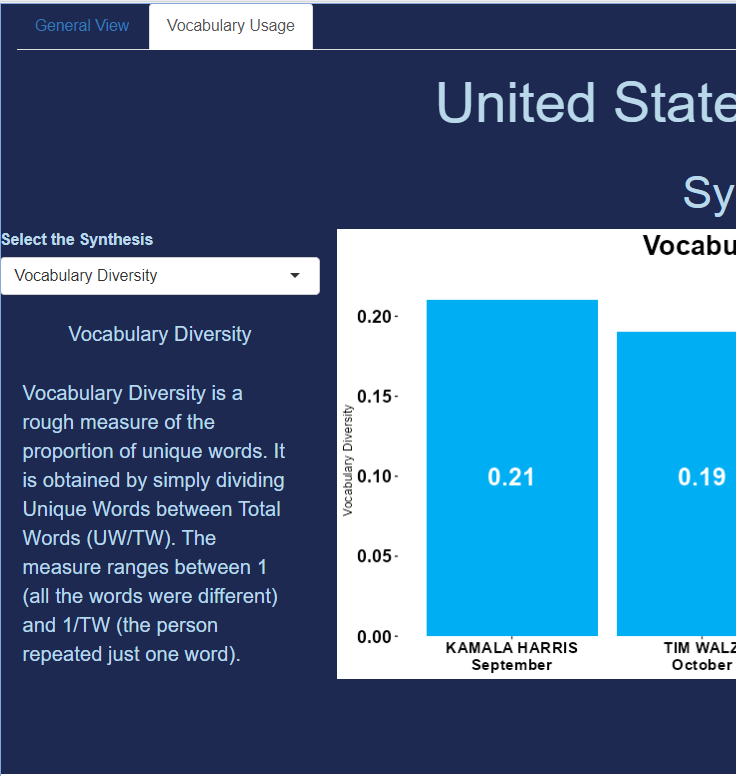 General View
Vocabulary Usage
United State
Sy
Select the Synthesis
Vocabulary Diversity
Vocabulary Diversity
Vocabulary Diversity is a
rough measure of the
proportion of unique words. It
is obtained by simply dividing
Unique Words between Total
Words (UW/TW). The
measure ranges between 1
(all the words were different)
and 1/TW (the person
repeated just one word).
Vocabu
Vocabulary Diversity
0.20
0.15
0.10
0.05
0.00
0.21
0.19
KAMALA HARRIS
September
TIM WALZ
October